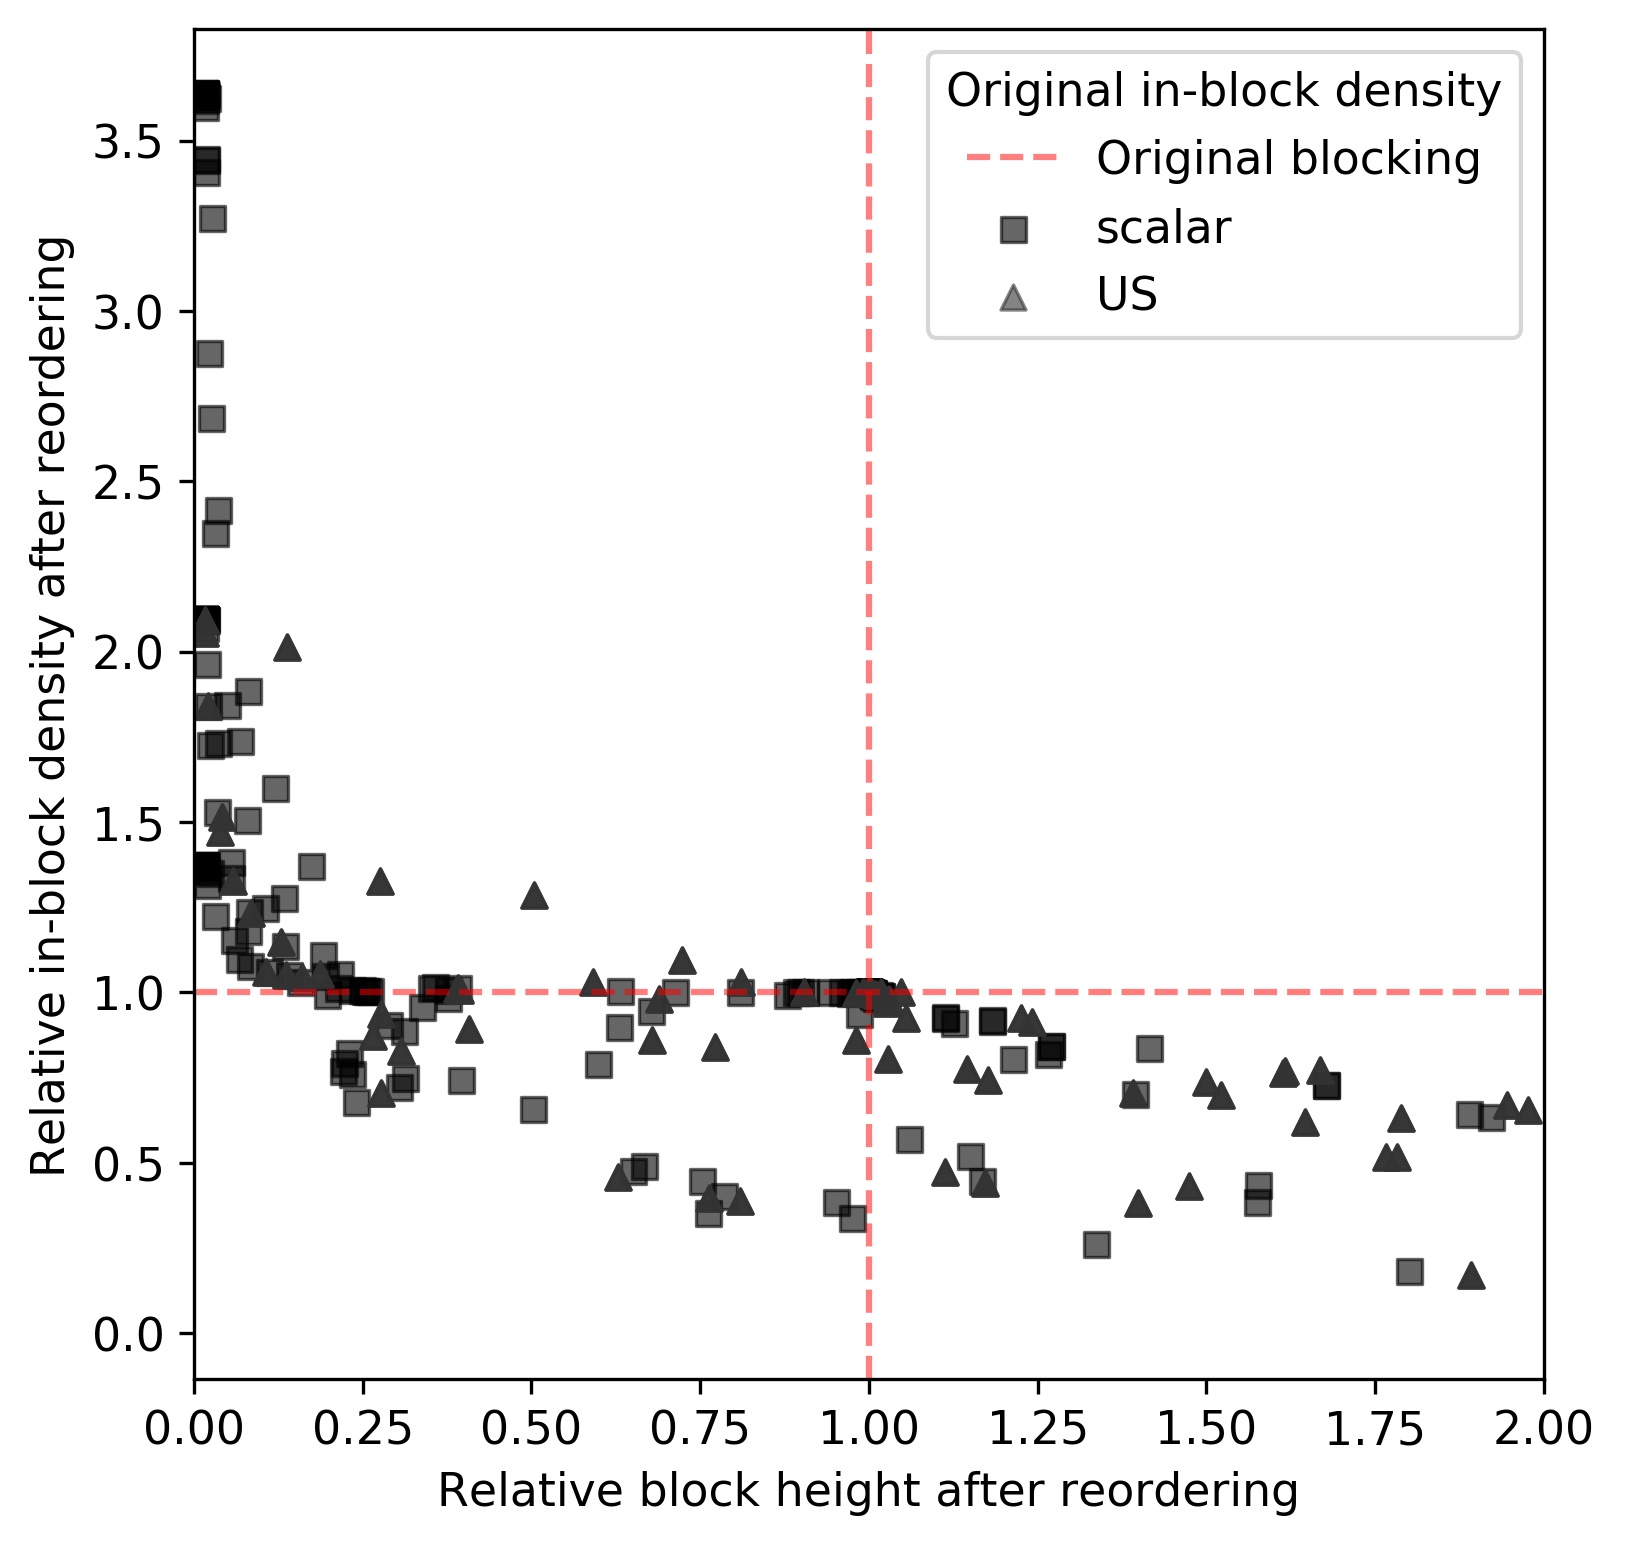 Original in-block density
Original blocking
scalar
US
Relative in-block density after reordering
3.5
3.0
2.5
2.0
1.5
1.0
0.5
0.0
0.00 0.25 0.50 0.75 1.00 1.25 1.50 1.75 2.00
Relative block height after reordering